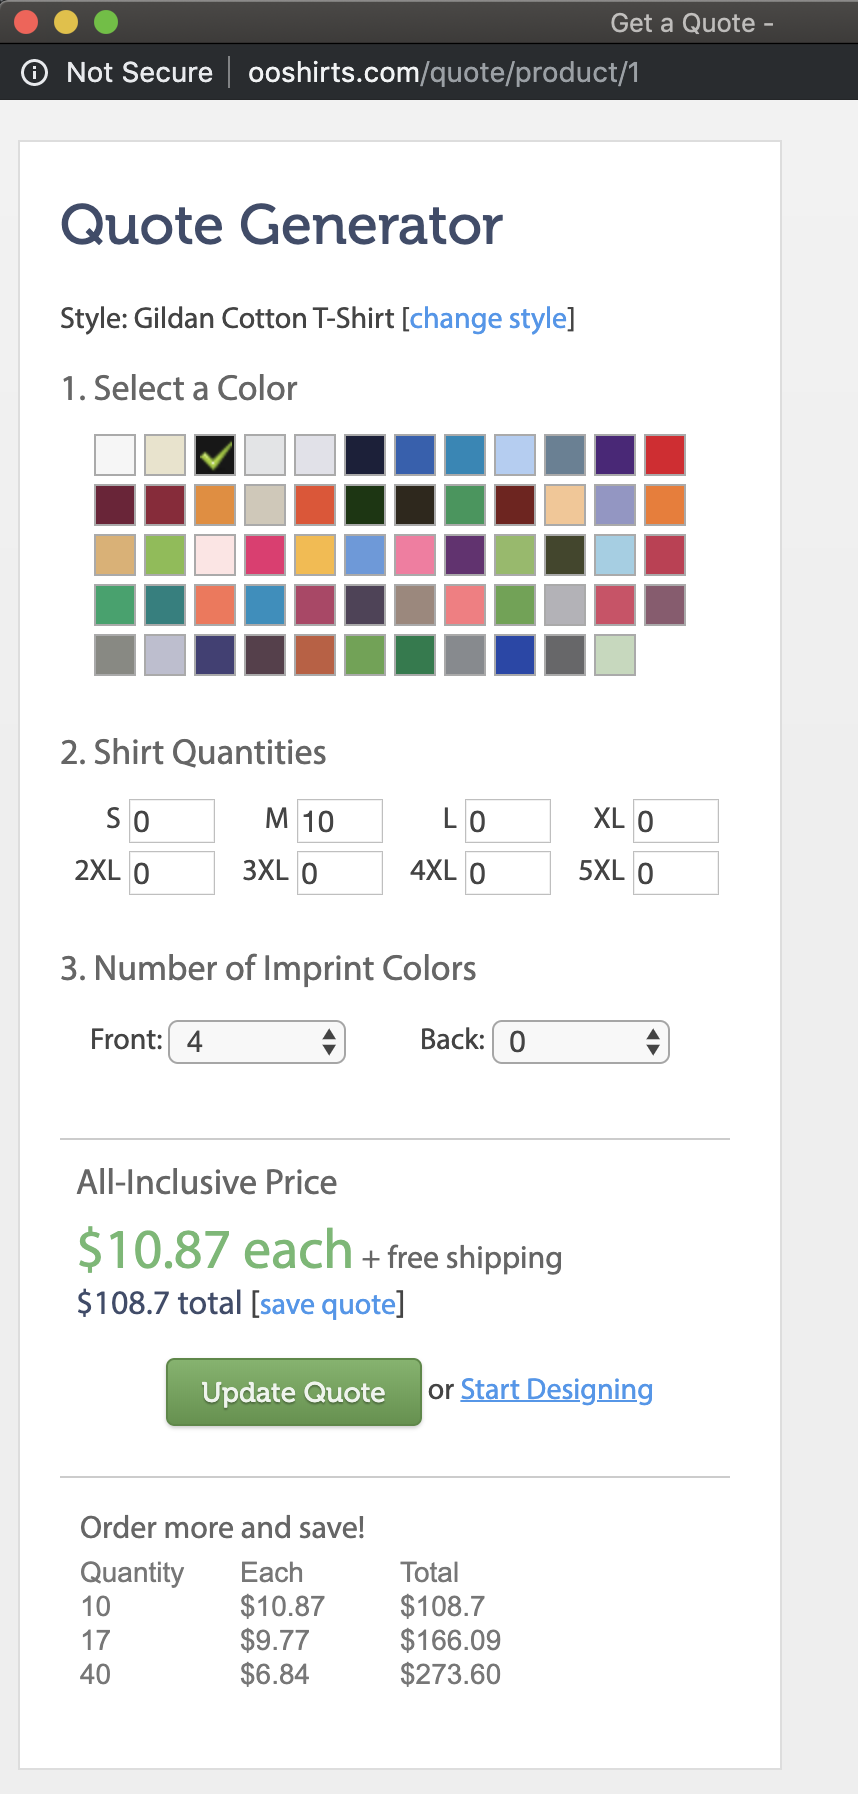 Get a Quote -
Not Secure ooshirts.com/quote/product/1
Quote Generator
Style: Gildan Cotton T-Shirt [change style]
1. Select a Color
2. Shirt Quantities
S 0 M 10 L 0 XL 0
2XL 0 3XL 0 4XL 0 5XL 0
3. Number of Imprint Colors
Front: 4 Back: 0
All-Inclusive Price
$10.87 each + free shipping
$108.7 total [save quote]
Update Quote or Start Designing
Order more and save!
Quantity Each Total
10 $10.87 $108.7
17 $9.77 $166.09
40 $6.84 $273.60